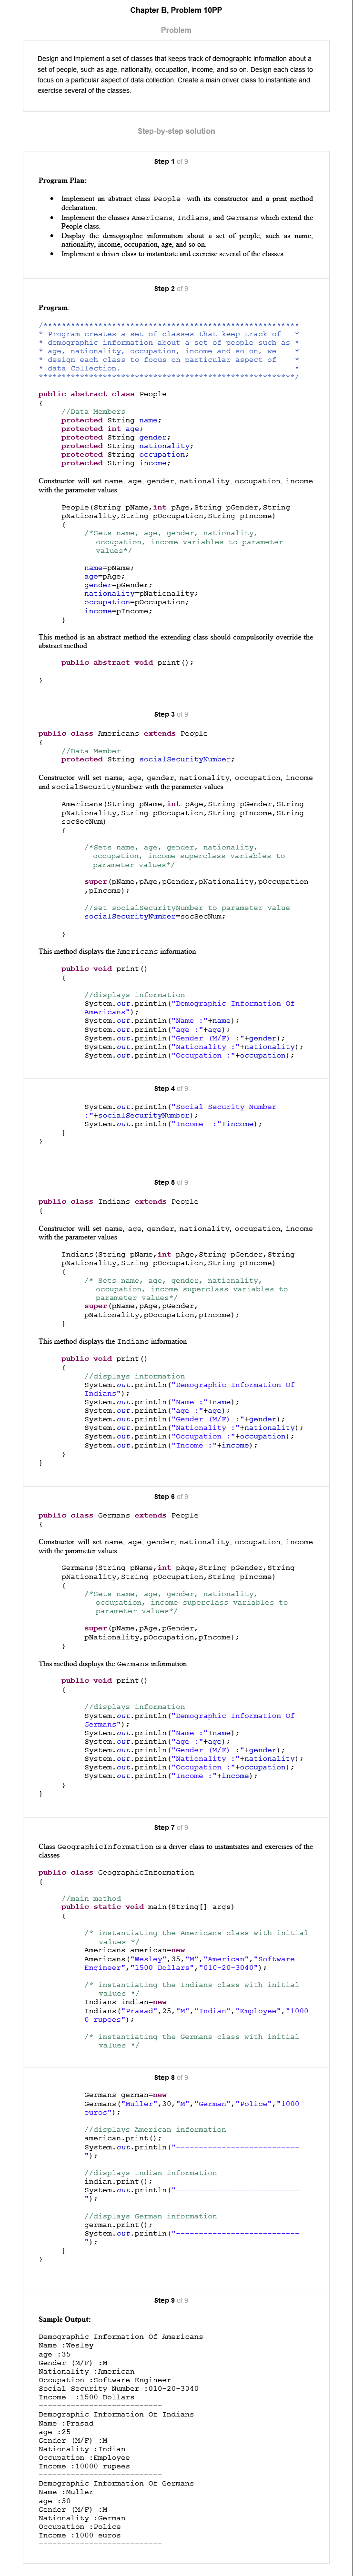 Chapter B, Problem 10PP
Problem
Design and implement a set of classes that keeps track of demographic information about a
set of people, such as age, nationality, occupation, income, and so on. Design each class to
focus on a particular aspect of data collection. Create a main driver class to instantiate and
exercise several of the classes.
Step-by-step solution
Step 1 of 9
Program Plan:
• Implement an abstract class People with its constructor and a print method
declaration.
• Implement the classes Americans, Indians, and Germans which extend the
People class.
• Display the demographic information about a set of people, such as name,
nationality, income, occupation, age, and so on.
• Implement a driver class to instantiate and exercise several of the classes.
Step 2 of 9
Program:
/********************************************************
* Program creates a set of classes that keep track of *
* demographic information about a set of people such as *
* age, nationality, occupation, income and so on, we *
* design each class to focus on particular aspect of *
* data Collection. *
********************************************************/
public abstract class People
{
//Data Members
protected String name;
protected int age;
protected String gender;
protected String nationality;
protected String occupation;
protected String income;
Constructor will set name, age, gender, nationality, occupation, income
with the parameter values
People(String pName,int pAge,String pGender,String
pNationality,String pOccupation,String pIncome)
{
/*Sets name, age, gender, nationality,
occupation, income variables to parameter
values*/
name=pName;
age=pAge;
gender=pGender;
nationality=pNationality;
occupation=pOccupation;
income=pIncome;
}
This method is an abstract method the extending class should compulsorily override the
abstract method
public abstract void print();
}
Step 3 of 9
public class Americans extends People
{
//Data Member
protected String socialSecurityNumber;
Constructor will set name, age, gender, nationality, occupation, income
and socialSecurityNumber with the parameter values
Americans(String pName,int pAge,String pGender,String
pNationality,String pOccupation,String pIncome,String
socSecNum)
{
/*Sets name, age, gender, nationality,
occupation, income superclass variables to
parameter values*/
super(pName,pAge,pGender,pNationality,pOccupation
,pIncome);
//set socialSecurityNumber to parameter value
socialSecurityNumber=socSecNum;
}
This method displays the Americans information
public void print()
{
//displays information
System.out.println("Demographic Information Of
Americans");
System.out.println("Name :"+name);
System.out.println("age :"+age);
System.out.println("Gender (M/F) :"+gender);
System.out.println("Nationality :"+nationality);
System.out.println("Occupation :"+occupation);
Step 4 of 9
System.out.println("Social Security Number
:"+socialSecurityNumber);
System.out.println("Income  :"+income);
}
}
Step 5 of 9
public class Indians extends People
{
Constructor will set name, age, gender, nationality, occupation, income
with the parameter values
Indians(String pName,int pAge,String pGender,String
pNationality,String pOccupation,String pIncome)
{
/* Sets name, age, gender, nationality,
occupation, income superclass variables to
parameter values*/
super(pName,pAge,pGender,
pNationality,pOccupation,pIncome);
}
This method displays the Indians information
public void print()
{
//displays information
System.out.println("Demographic Information Of
Indians");
System.out.println("Name :"+name);
System.out.println("age :"+age);
System.out.println("Gender (M/F) :"+gender);
System.out.println("Nationality :"+nationality);
System.out.println("Occupation :"+occupation);
System.out.println("Income :"+income);
}
}
Step 6 of 9
public class Germans extends People
{
Constructor will set name, age, gender, nationality, occupation, income
with the parameter values
Germans(String pName,int pAge,String pGender,String
pNationality,String pOccupation,String pIncome)
{
/*Sets name, age, gender, nationality,
occupation, income superclass variables to
parameter values*/
super(pName,pAge,pGender,
pNationality,pOccupation,pIncome);
}
This method displays the Germans information
public void print()
{
//displays information
System.out.println("Demographic Information Of
Germans");
System.out.println("Name :"+name);
System.out.println("age :"+age);
System.out.println("Gender (M/F) :"+gender);
System.out.println("Nationality :"+nationality);
System.out.println("Occupation :"+occupation);
System.out.println("Income :"+income);
}
}
Step 7 of 9
Class GeographicInformation is a driver class to instantiates and exercises of the
classes
public class GeographicInformation
{
//main method
public static void main(String[] args)
{
/* instantiating the Americans class with initial
values */
Americans american=new
Americans("Wesley",35,"M","American","Software
Engineer","1500 Dollars","010-20-3040");
/* instantiating the Indians class with initial
values */
Indians indian=new
Indians("Prasad",25,"M","Indian","Employee","1000
0 rupees");
/* instantiating the Germans class with initial
values */
Step 8 of 9
Germans german=new
Germans("Muller",30,"M","German","Police","1000
euros");
//displays American information
american.print();
System.out.println("---------------------------
");
//displays Indian information
indian.print();
System.out.println("---------------------------
");
//displays German information
german.print();
System.out.println("---------------------------
");
}
}
Step 9 of 9
Sample Output:
Demographic Information Of Americans
Name :Wesley
age :35
Gender (M/F) :M
Nationality :American
Occupation :Software Engineer
Social Security Number :010-20-3040
Income  :1500 Dollars
---------------------------
Demographic Information Of Indians
Name :Prasad
age :25
Gender (M/F) :M
Nationality :Indian
Occupation :Employee
Income :10000 rupees
---------------------------
Demographic Information Of Germans
Name :Muller
age :30
Gender (M/F) :M
Nationality :German
Occupation :Police
Income :1000 euros
---------------------------